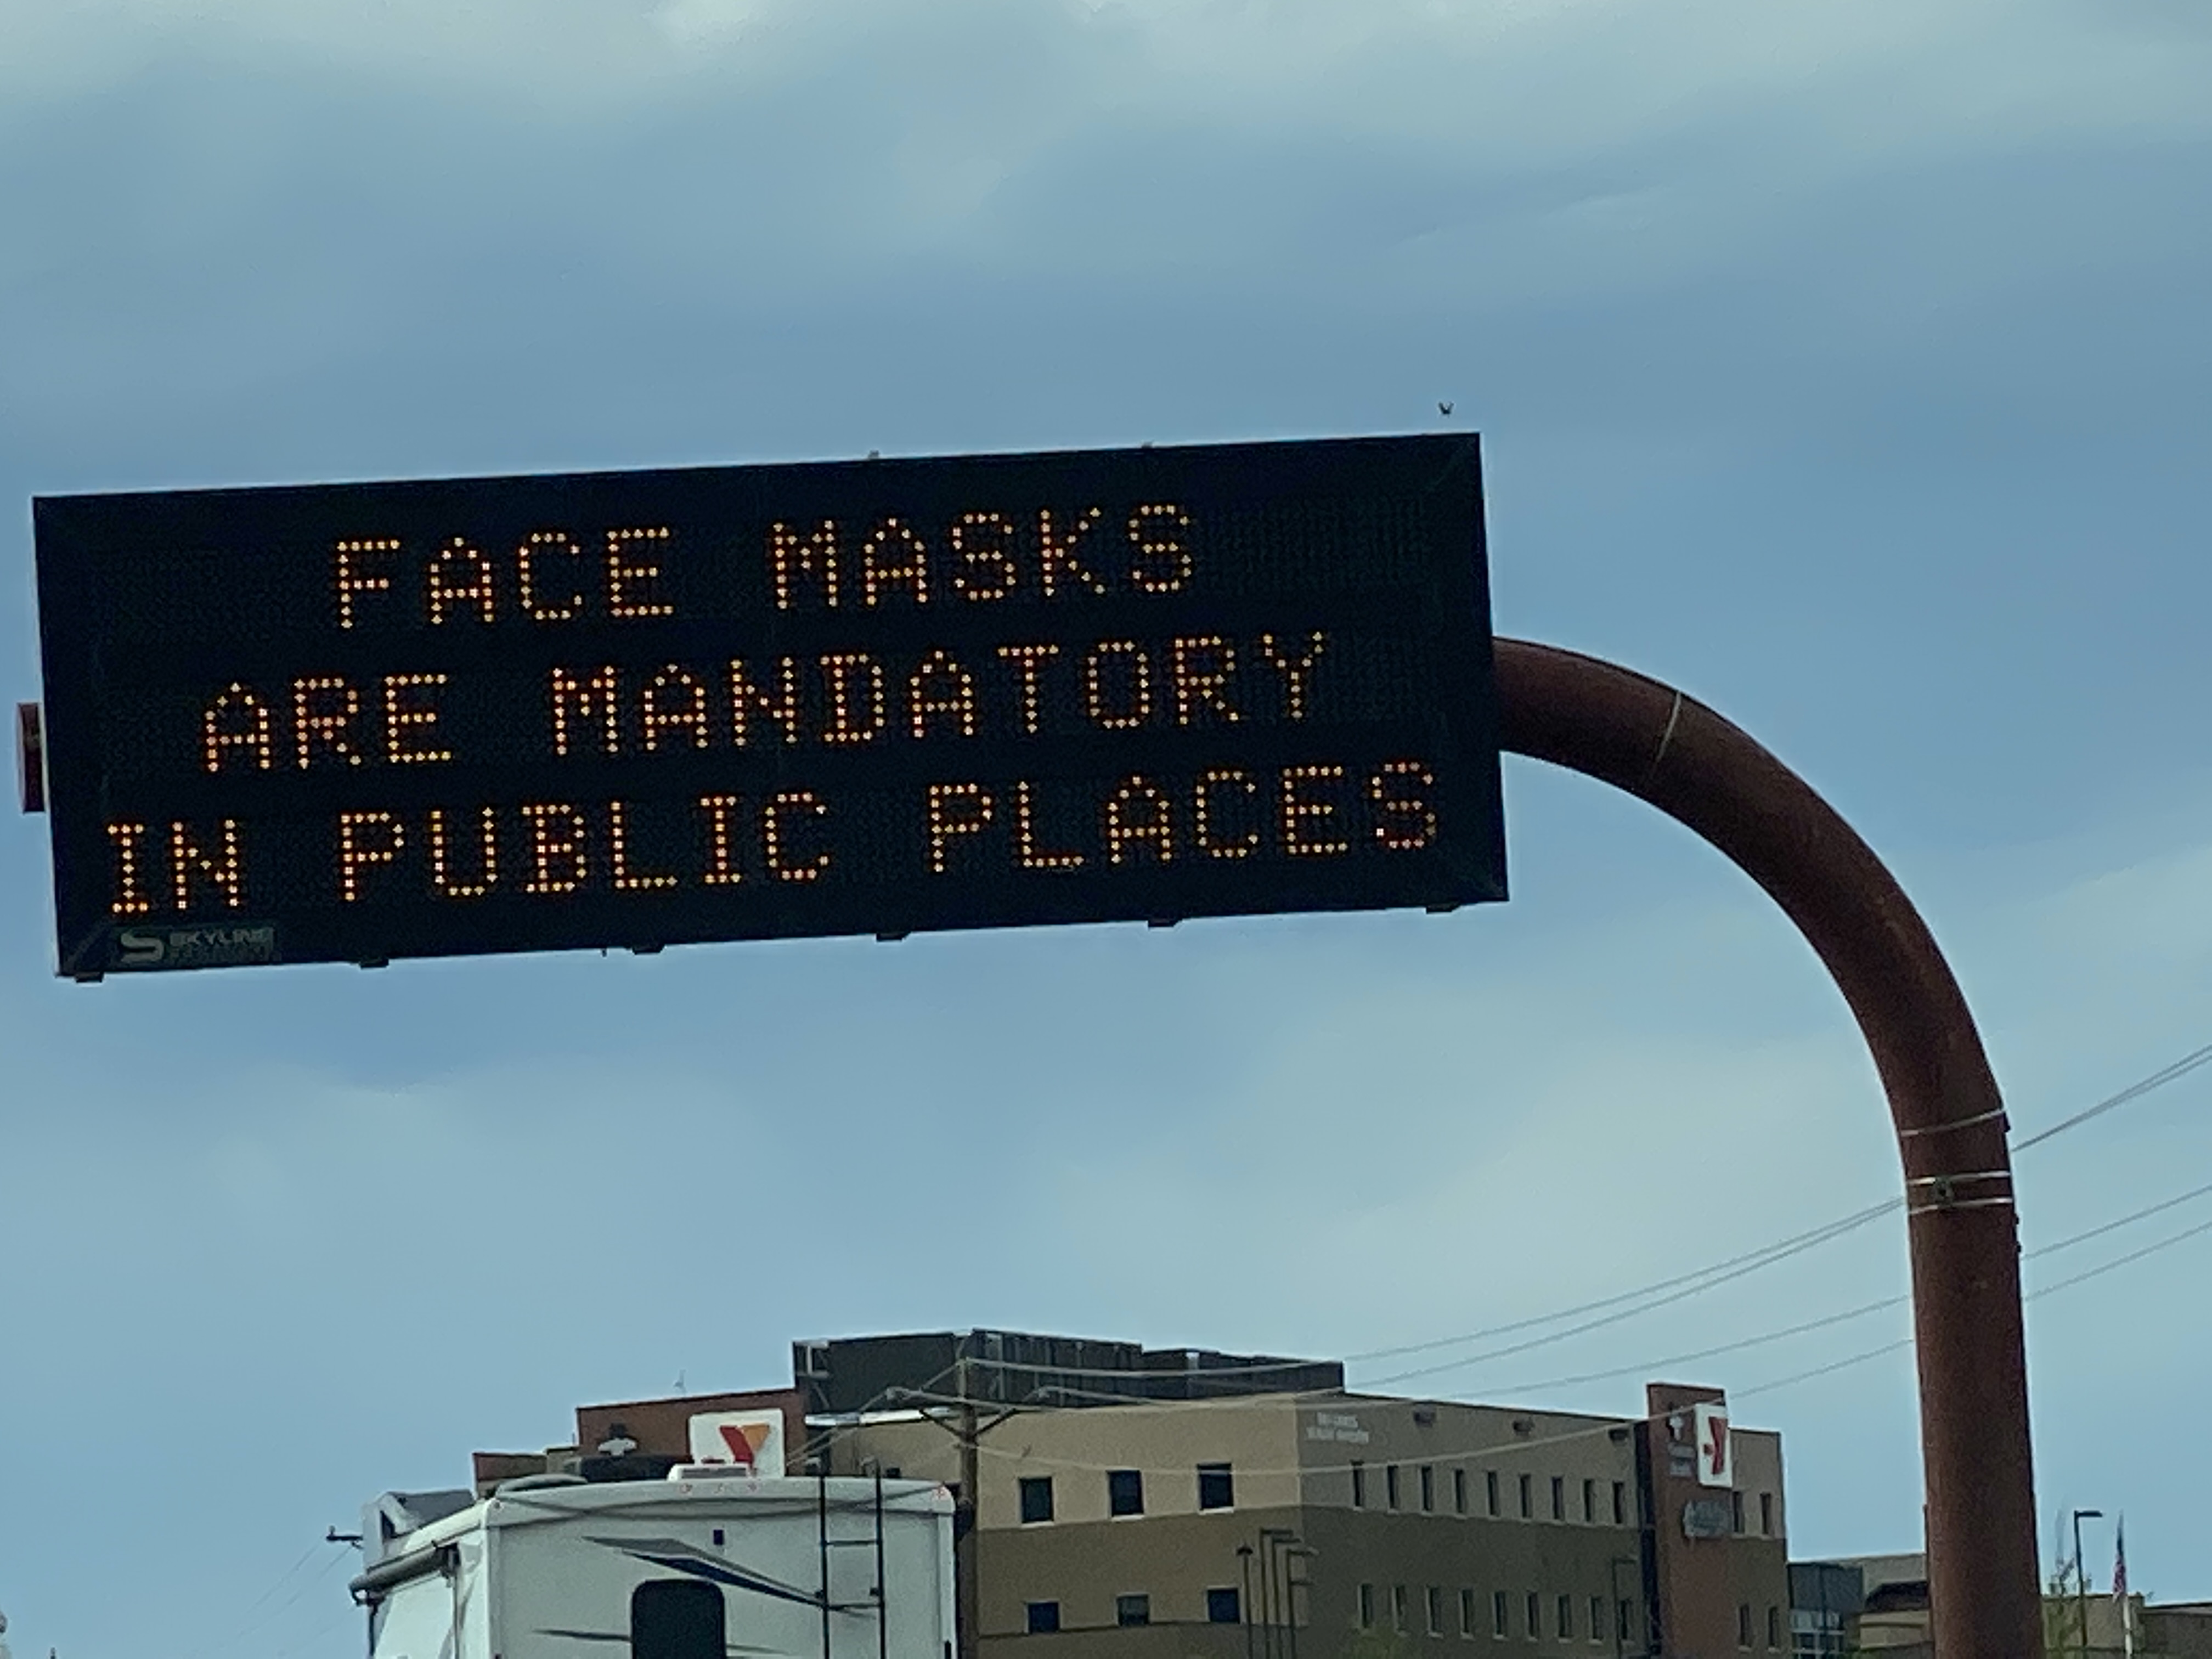 FACE MASKS
ARE MANDATORY
IN PUBLIC PLACES
SKYLINE